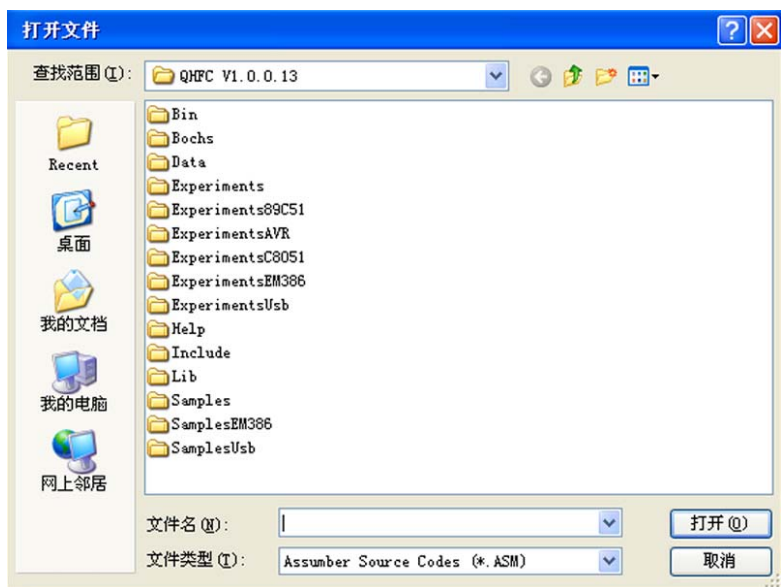 打开文件
查找范围(I):
QHFC V1.0.0.13
Bin
Bochs
Data
Experiments
Experiments89C51
ExperimentsAVR
ExperimentsC8051
ExperimentsEM386
ExperimentsUsb
Help
Include
Lib
Samples
SamplesEM386
SamplesUsb
Recent
桌面
我的文档
我的电脑
网上邻居
文件名(N):
打开(O)
文件类型(T):
Assumber Source Codes (*.ASM)
取消